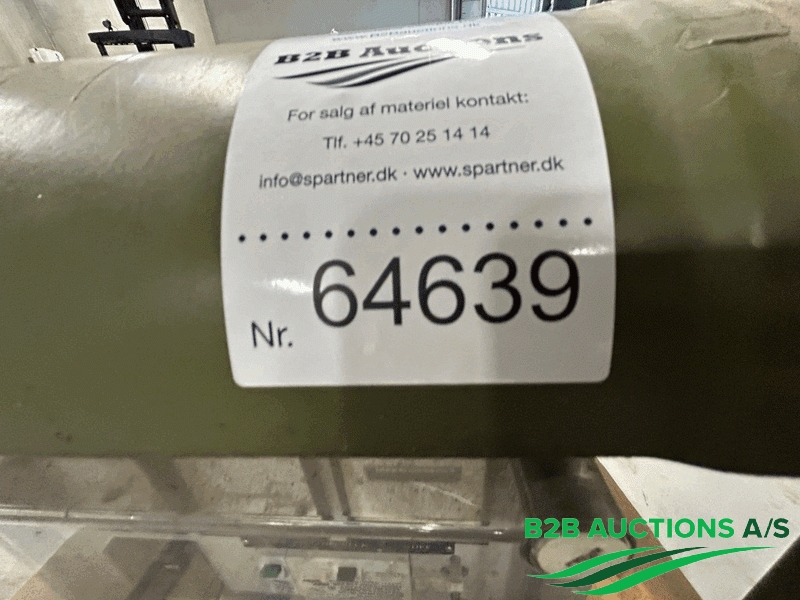 B2B Auctions
For salg af materiel kontakt:
Tlf. +45 70 25 14 14
info@spartner.dk · www.spartner.dk
Nr. 64639
B2B AUCTIONS A/S